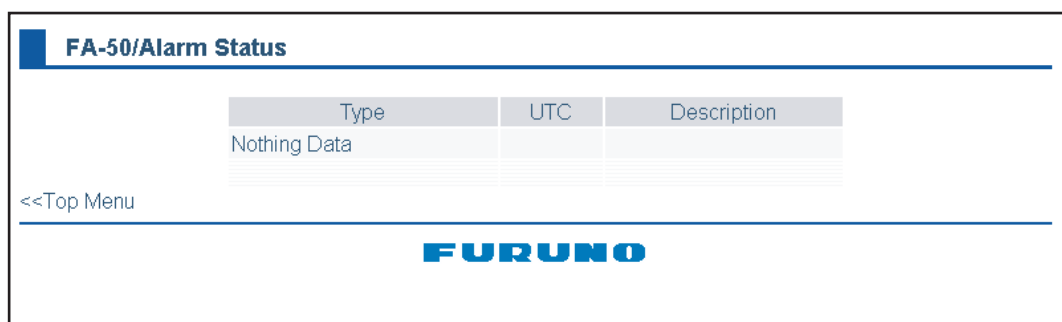 FA-50/Alarm Status
Type UTC Description
Nothing Data
<<Top Menu
FURUNO